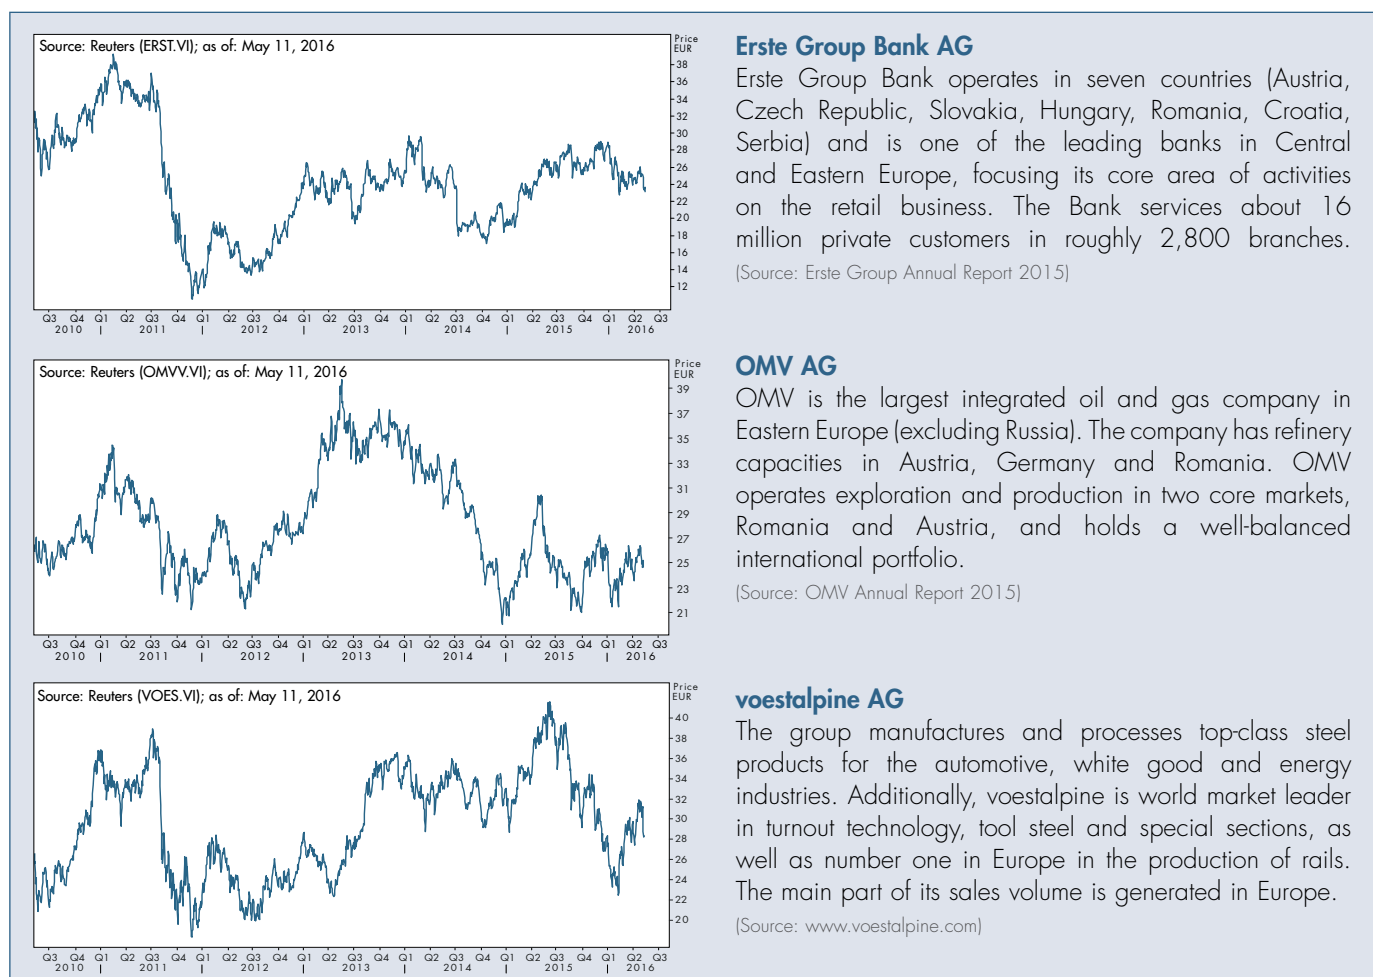 Source: Reuters (ERST.VI); as of: May 11, 2016
Price
EUR
38
36
34
32
30
28
26
24
22
20
18
16
14
12
Q3 Q4 Q1 Q2 Q3 Q4 Q1 Q2 Q3 Q4 Q1 Q2 Q3 Q4 Q1 Q2 Q3 Q4 Q1 Q2 Q3 Q4 Q1 Q2 Q3
2010 2011 2012 2013 2014 2015 2016
Erste Group Bank AG
Erste Group Bank operates in seven countries (Austria,
Czech Republic, Slovakia, Hungary, Romania, Croatia,
Serbia) and is one of the leading banks in Central
and Eastern Europe, focusing its core area of activities
on the retail business. The Bank services about 16
million private customers in roughly 2,800 branches.
(Source: Erste Group Annual Report 2015)
Source: Reuters (OMVV.VI); as of: May 11, 2016
Price
EUR
39
37
35
33
31
29
27
25
23
21
Q3 Q4 Q1 Q2 Q3 Q4 Q1 Q2 Q3 Q4 Q1 Q2 Q3 Q4 Q1 Q2 Q3 Q4 Q1 Q2 Q3 Q4 Q1 Q2 Q3
2010 2011 2012 2013 2014 2015 2016
OMV AG
OMV is the largest integrated oil and gas company in
Eastern Europe (excluding Russia). The company has refinery
capacities in Austria, Germany and Romania. OMV
operates exploration and production in two core markets,
Romania and Austria, and holds a well-balanced
international portfolio.
(Source: OMV Annual Report 2015)
Source: Reuters (VOES.VI); as of: May 11, 2016
Price
EUR
40
38
36
34
32
30
28
26
24
22
20
Q3 Q4 Q1 Q2 Q3 Q4 Q1 Q2 Q3 Q4 Q1 Q2 Q3 Q4 Q1 Q2 Q3 Q4 Q1 Q2 Q3 Q4 Q1 Q2 Q3
2010 2011 2012 2013 2014 2015 2016
voestalpine AG
The group manufactures and processes top-class steel
products for the automotive, white good and energy
industries. Additionally, voestalpine is world market leader
in turnout technology, tool steel and special sections, as
well as number one in Europe in the production of rails.
The main part of its sales volume is generated in Europe.
(Source: www.voestalpine.com)